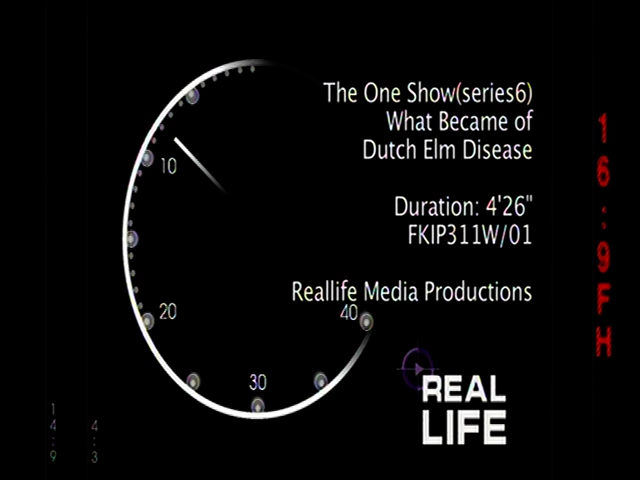 The One Show(series6)
What Became of
Dutch Elm Disease
Duration: 4'26"
FKIP311W/01
Reallife Media Productions
10
20
30
40
REAL
LIFE
16:9FH
14:9
4:3